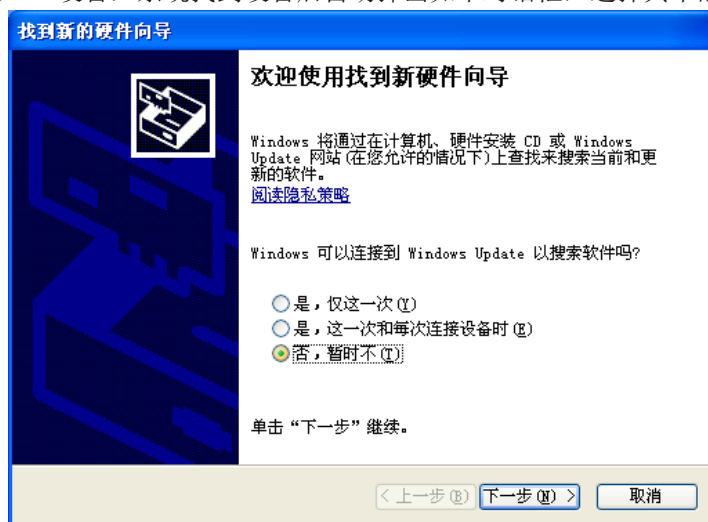 找到新的硬件向导
欢迎使用找到新硬件向导
Windows 将通过在计算机、硬件安装 CD 或 Windows
Update 网站(在您允许的情况下)上查找来搜索当前和更
新的软件。
阅读隐私策略
Windows 可以连接到 Windows Update 以搜索软件吗?
是，仅这一次(Y)
是，这一次和每次连接设备时(E)
否，暂时不(T)
单击“下一步”继续。
< 上一步(B) 下一步(N) > 取消